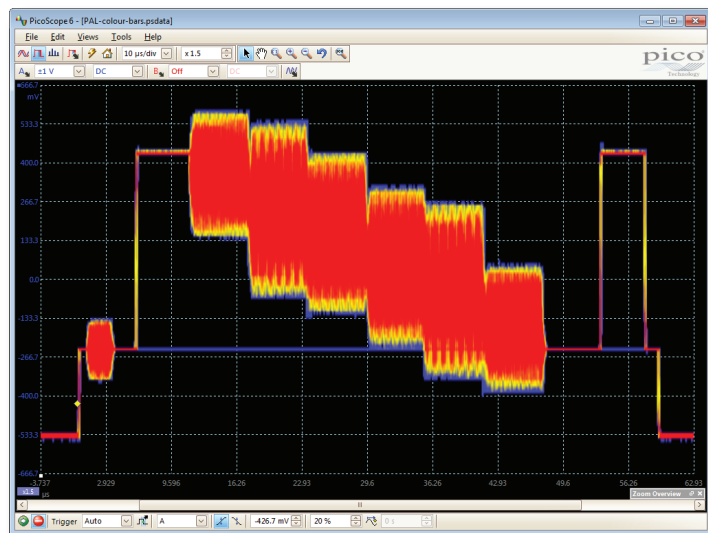 PicoScope 6 - [PAL-colour-bars.psdata]
File Edit Views Tools Help
10 µs/div x 1.5
pico
Technology
A ±1 V DC B Off DC
666.7
mV
533.3
400.0
266.7
133.3
0.0
-133.3
-266.7
-400.0
-533.3
-666.7
-3.737 2.929 9.596 16.26 22.93 29.6 36.26 42.93 49.6 56.26 62.93
x1.5 µs
Zoom Overview
Trigger Auto A -426.7 mV 20 % 0 s